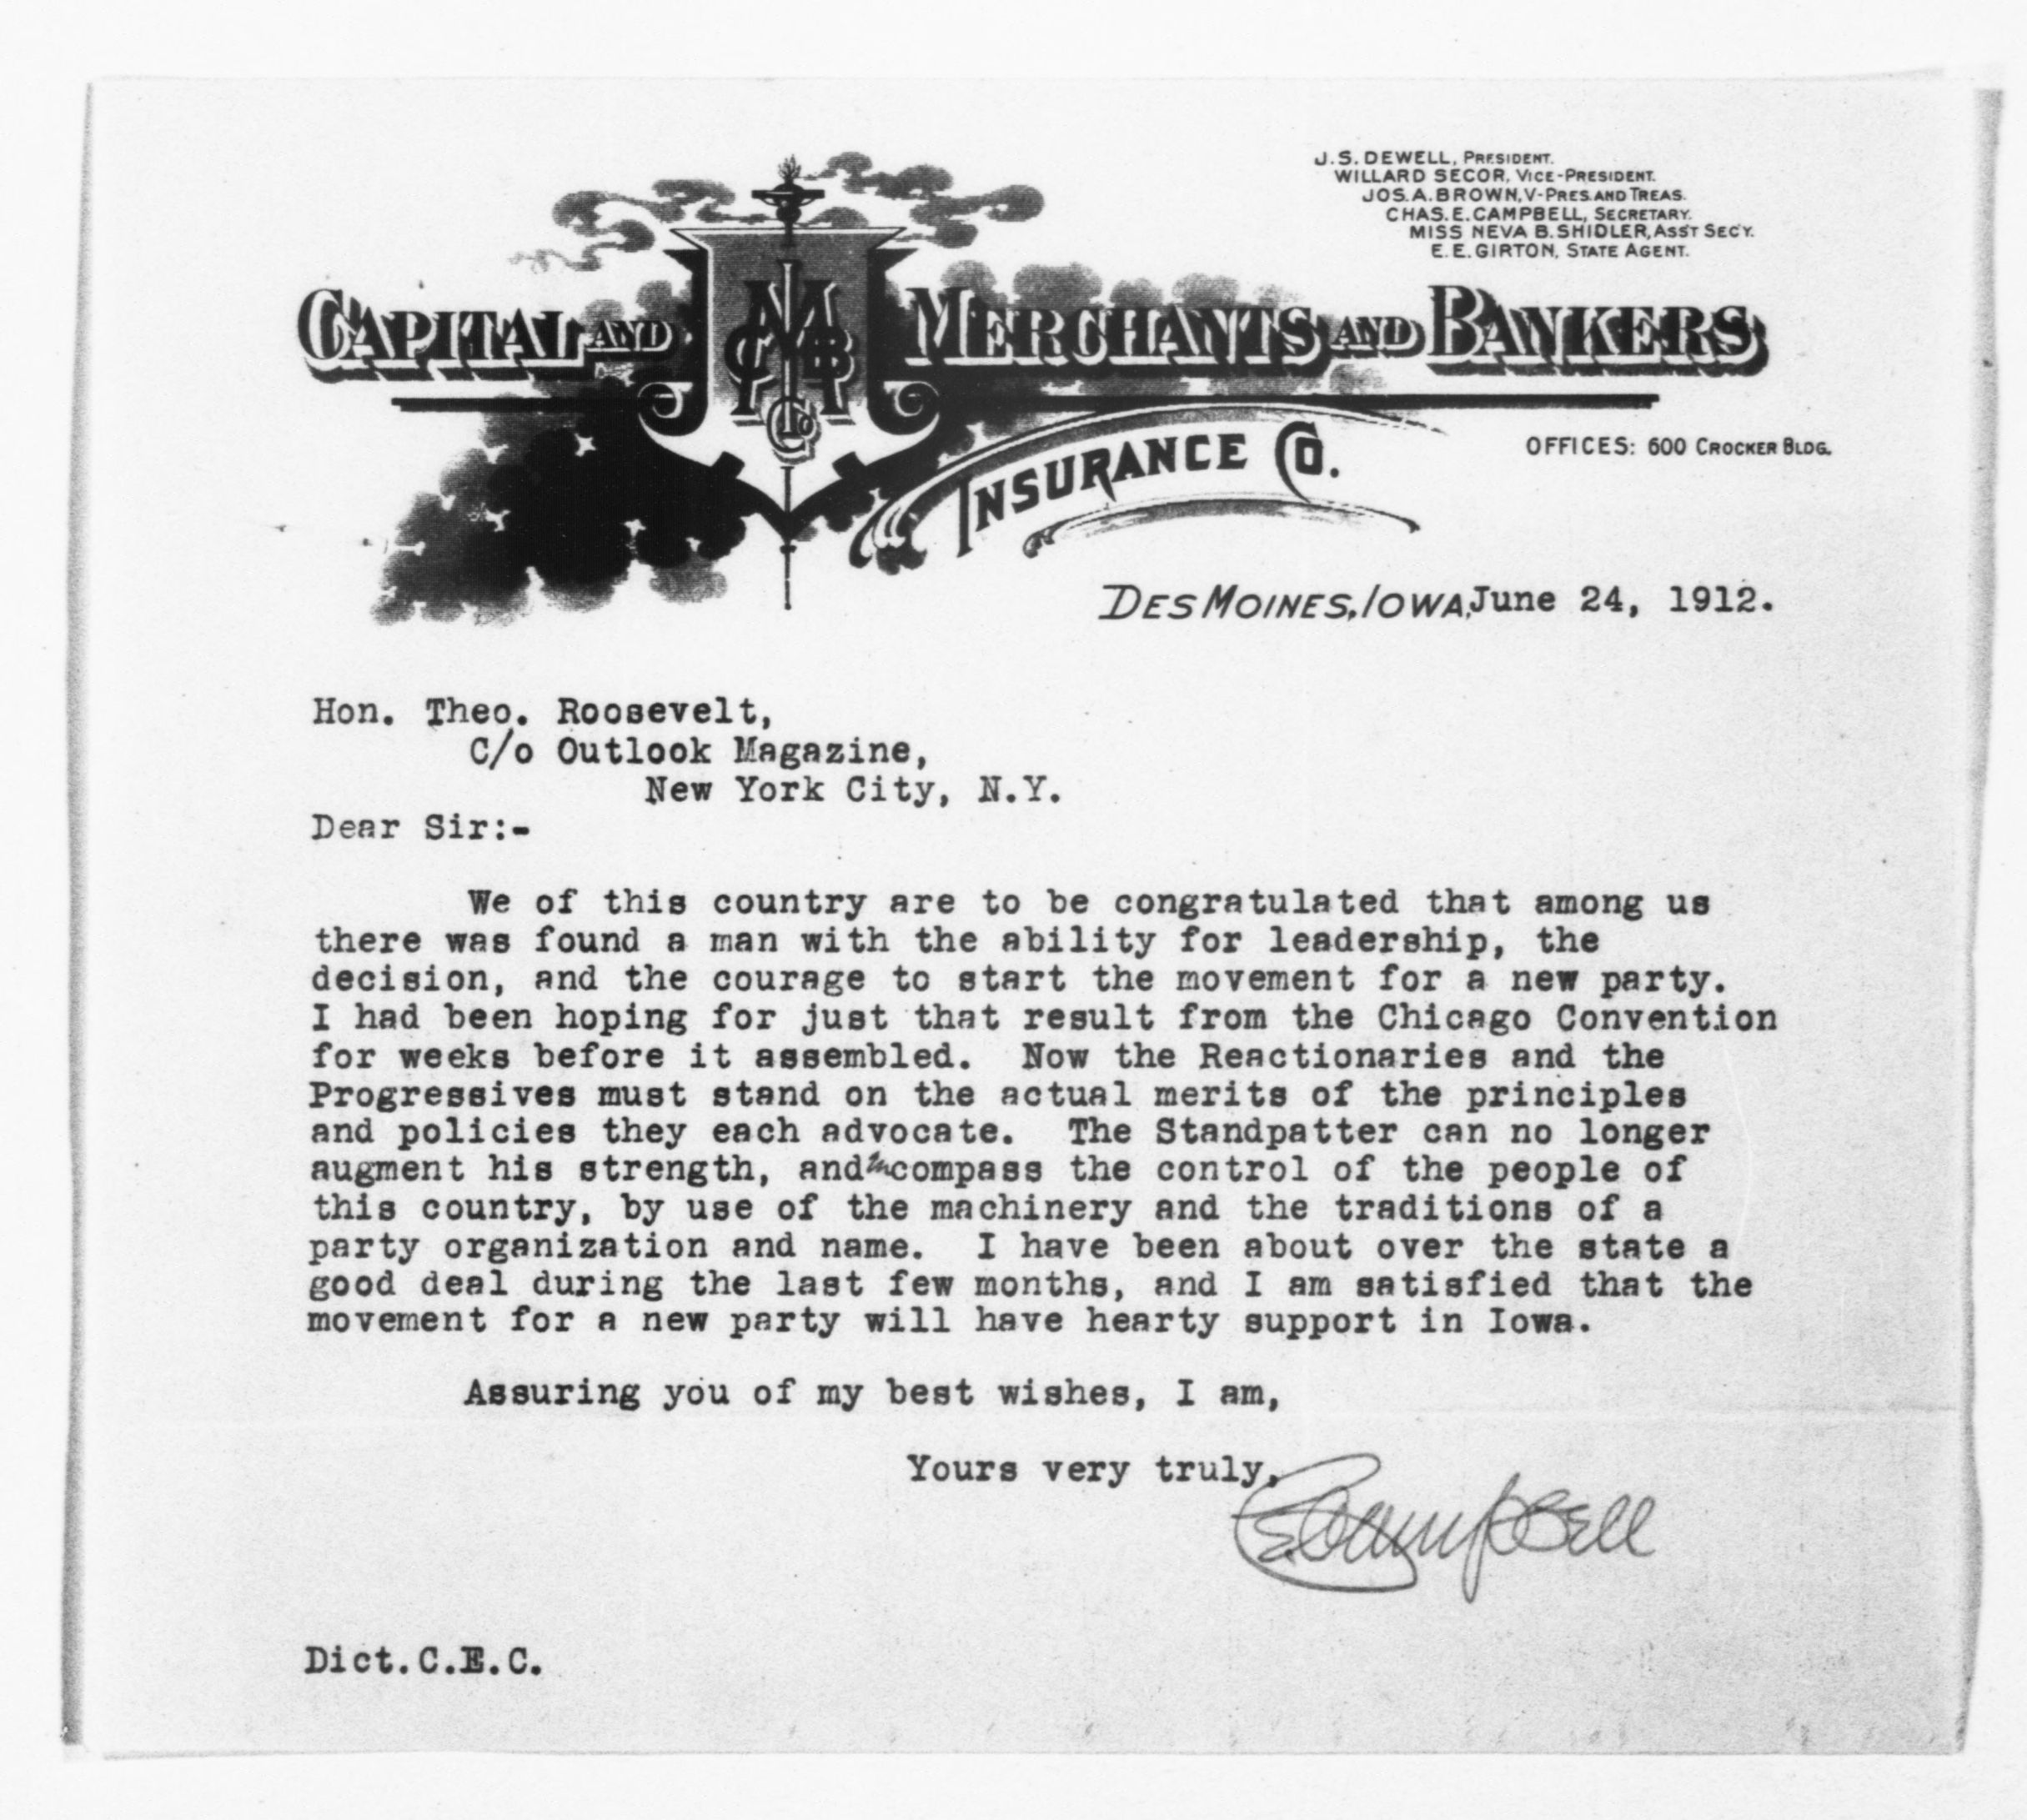 J.S. DEWELL, PRESIDENT.
WILLARD SECOR, VICE-PRESIDENT.
JOS. A. BROWN, V-PRES. AND TREAS.
CHAS. E. CAMPBELL, SECRETARY.
MISS NEVA B. SHIDLER, ASS'T SEC'Y.
E.E. GIRTON, STATE AGENT.
CAPITAL AND MERCHANTS AND BANKERS
INSURANCE CO.
OFFICES: 600 CROCKER BLDG.
DES MOINES, IOWA, June 24, 1912.
Hon. Theo. Roosevelt,
C/o Outlook Magazine,
New York City, N.Y.
Dear Sir:-
We of this country are to be congratulated that among us
there was found a man with the ability for leadership, the
decision, and the courage to start the movement for a new party.
I had been hoping for just that result from the Chicago Convention
for weeks before it assembled. Now the Reactionaries and the
Progressives must stand on the actual merits of the principles
and policies they each advocate. The Standpatter can no longer
augment his strength, and compass the control of the people of
this country, by use of the machinery and the traditions of a
party organization and name. I have been about over the state a
good deal during the last few months, and I am satisfied that the
movement for a new party will have hearty support in Iowa.
Assuring you of my best wishes, I am,
Yours very truly,
C.E. Campbell
Dict. C.E.C.